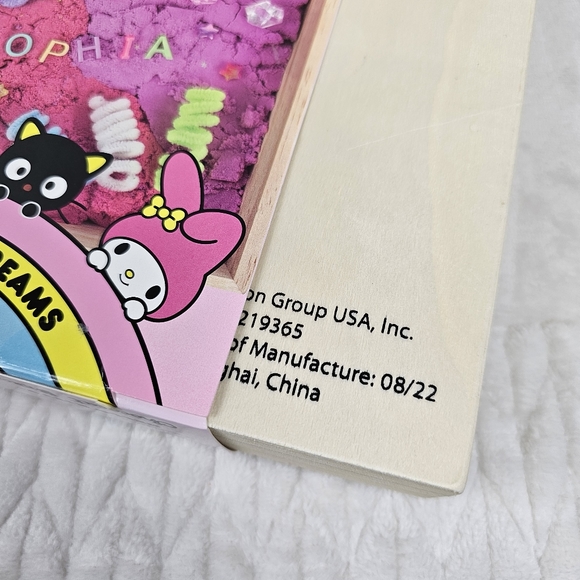 OPHIA
EAMS
on Group USA, Inc.
219365
of Manufacture: 08/22
ghai, China